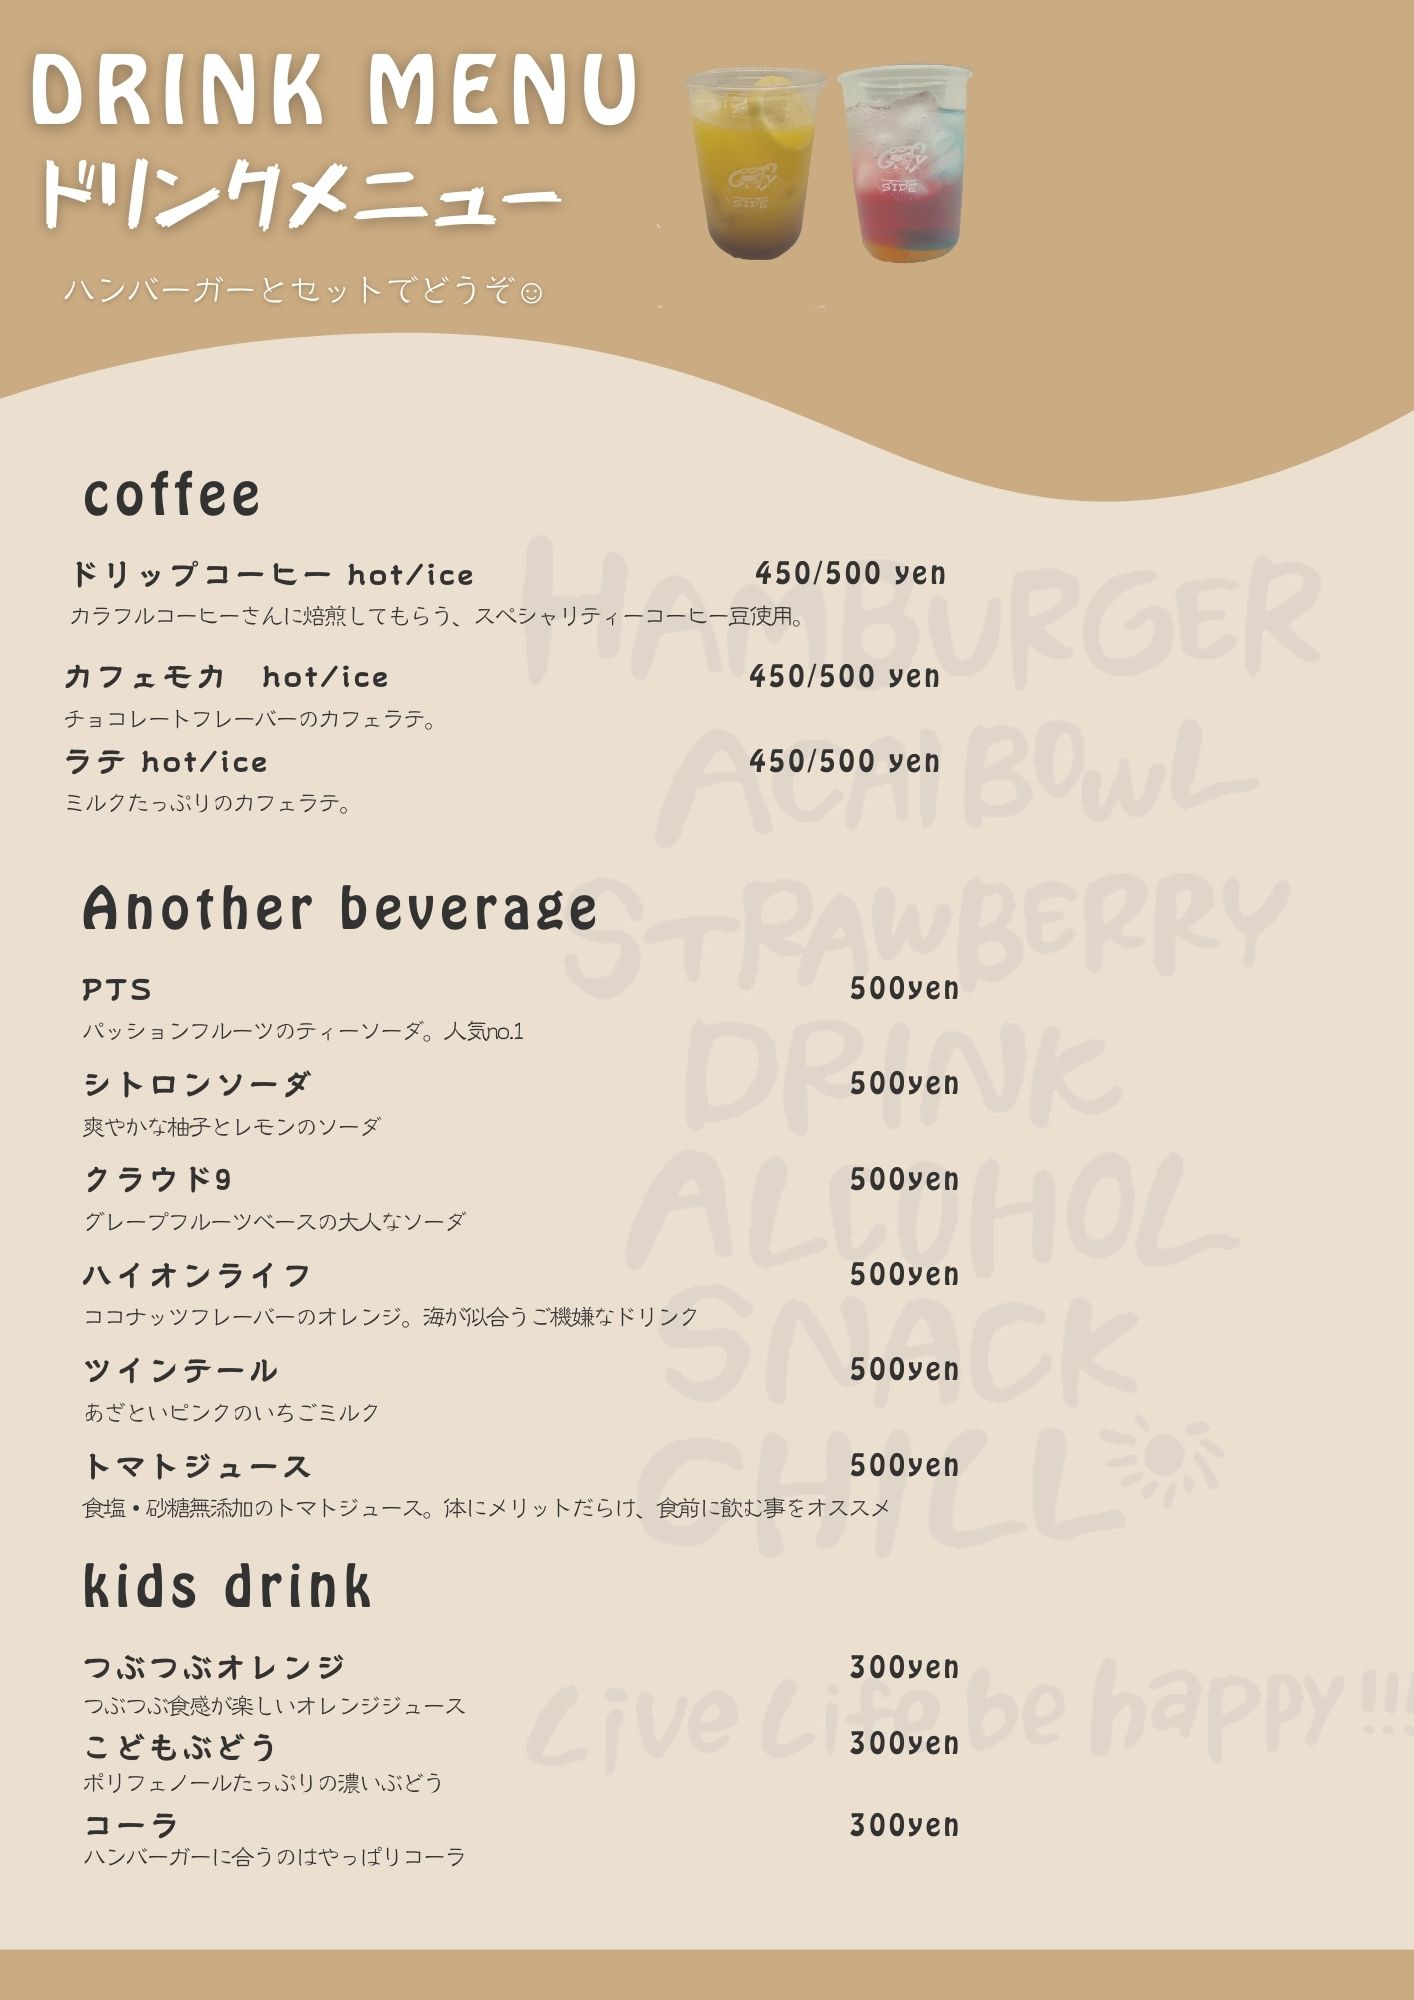 DRINK MENU
ドリンクメニュー
ハンバーガーとセットでどうぞ☺
coffee
ドリップコーヒー hot/ice 450/500 yen
カラフルコーヒーさんに焙煎してもらう、スペシャリティーコーヒー豆使用。
カフェモカ hot/ice 450/500 yen
チョコレートフレーバーのカフェラテ。
ラテ hot/ice 450/500 yen
ミルクたっぷりのカフェラテ。
Another beverage
PTS 500yen
パッションフルーツのティーソーダ。人気no.1
シトロンソーダ 500yen
爽やかな柚子とレモンのソーダ
クラウド9 500yen
グレープフルーツベースの大人なソーダ
ハイオンライフ 500yen
ココナッツフレーバーのオレンジ。海が似合うご機嫌なドリンク
ツインテール 500yen
あざといピンクのいちごミルク
トマトジュース 500yen
食塩・砂糖無添加のトマトジュース。体にメリットだらけ、食前に飲む事をオススメ
kids drink
つぶつぶオレンジ 300yen
つぶつぶ食感が楽しいオレンジジュース
こどもぶどう 300yen
ポリフェノールたっぷりの濃いぶどう
コーラ 300yen
ハンバーガーに合うのはやっぱりコーラ
HAMBURGER
ACAI BOWL
STRAWBERRY
DRINK
ALCOHOL
SNACK
CHILL
Live Life be happy!!!
SIDE
SIDE